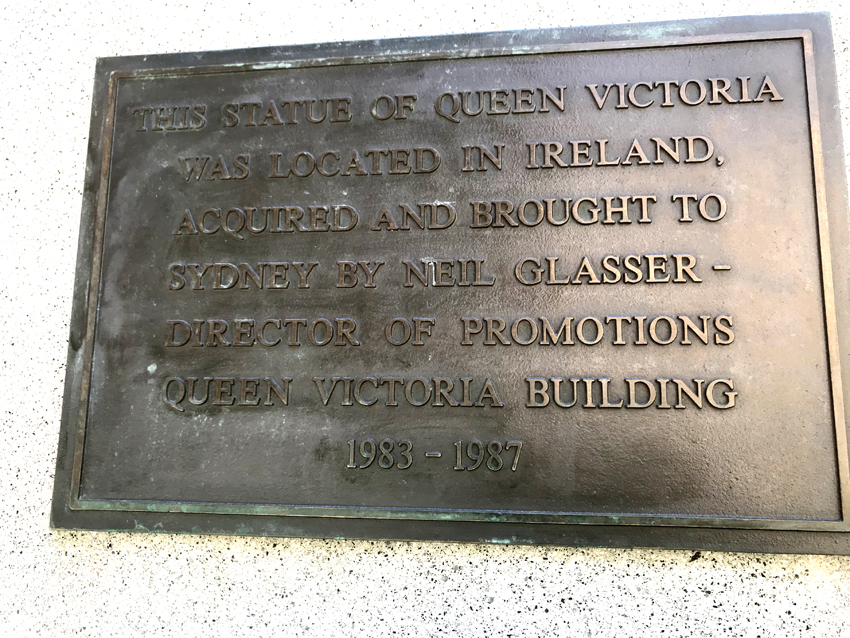 THIS STATUE OF QUEEN VICTORIA
WAS LOCATED IN IRELAND,
ACQUIRED AND BROUGHT TO
SYDNEY BY NEIL GLASSER –
DIRECTOR OF PROMOTIONS
QUEEN VICTORIA BUILDING
1983 – 1987